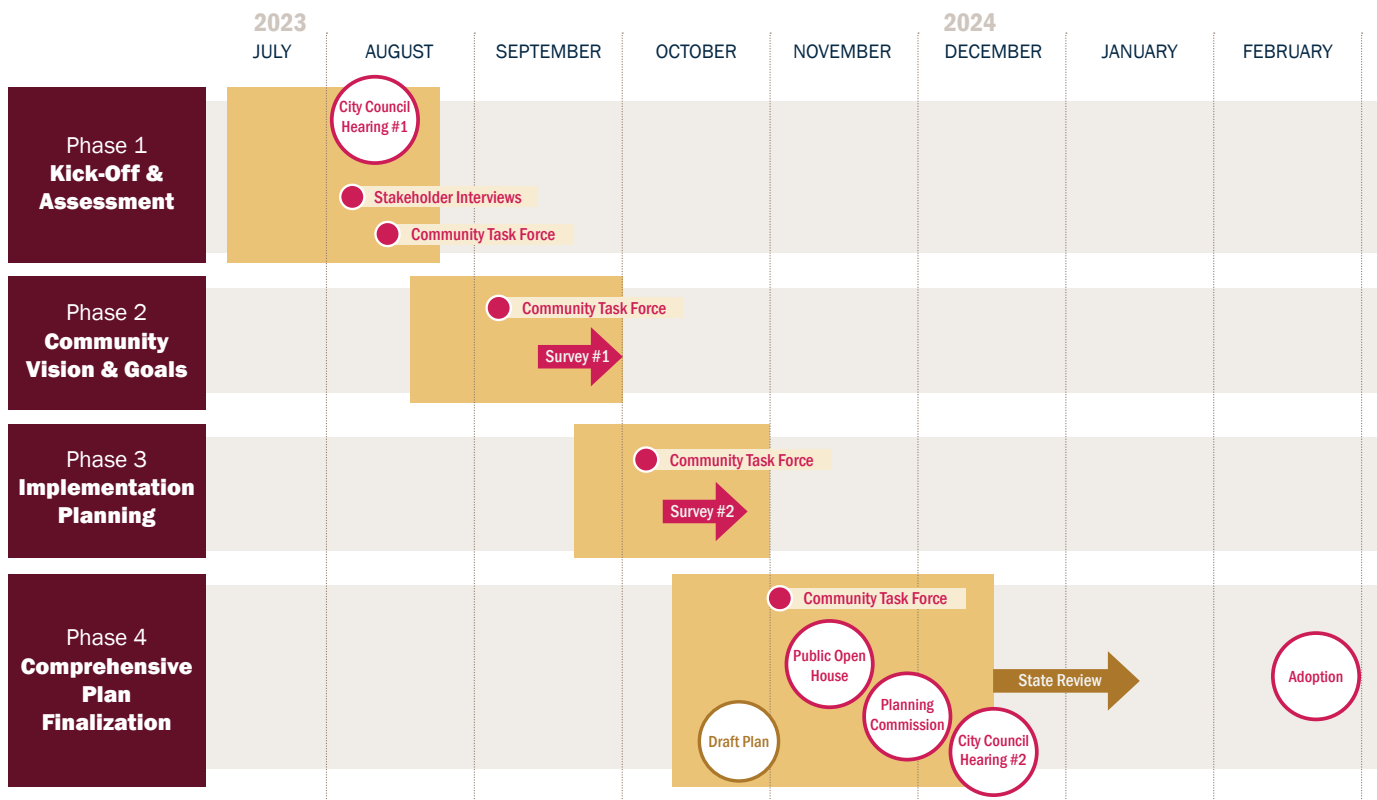 2023
2024
JULY
AUGUST
SEPTEMBER
OCTOBER
NOVEMBER
DECEMBER
JANUARY
FEBRUARY
Phase 1
Kick-Off &
Assessment
City Council
Hearing #1
Stakeholder Interviews
Community Task Force
Phase 2
Community
Vision & Goals
Community Task Force
Survey #1
Phase 3
Implementation
Planning
Community Task Force
Survey #2
Phase 4
Comprehensive
Plan
Finalization
Community Task Force
Public Open
House
Planning
Commission
Draft Plan
City Council
Hearing #2
State Review
Adoption